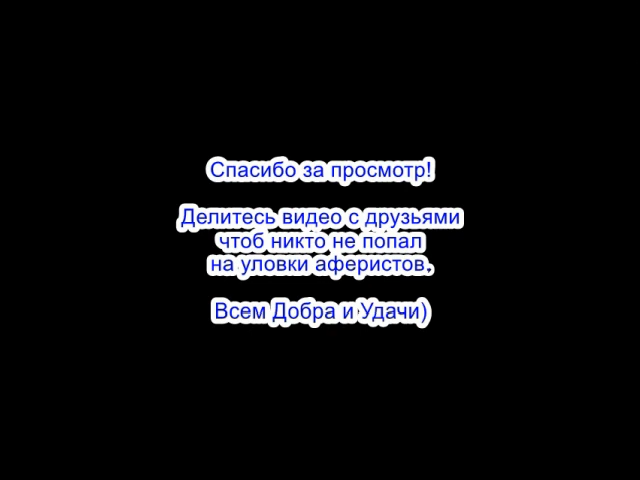 Спасибо за просмотр!
Делитесь видео с друзьями
чтоб никто не попал
на уловки аферистов.
Всем Добра и Удачи)